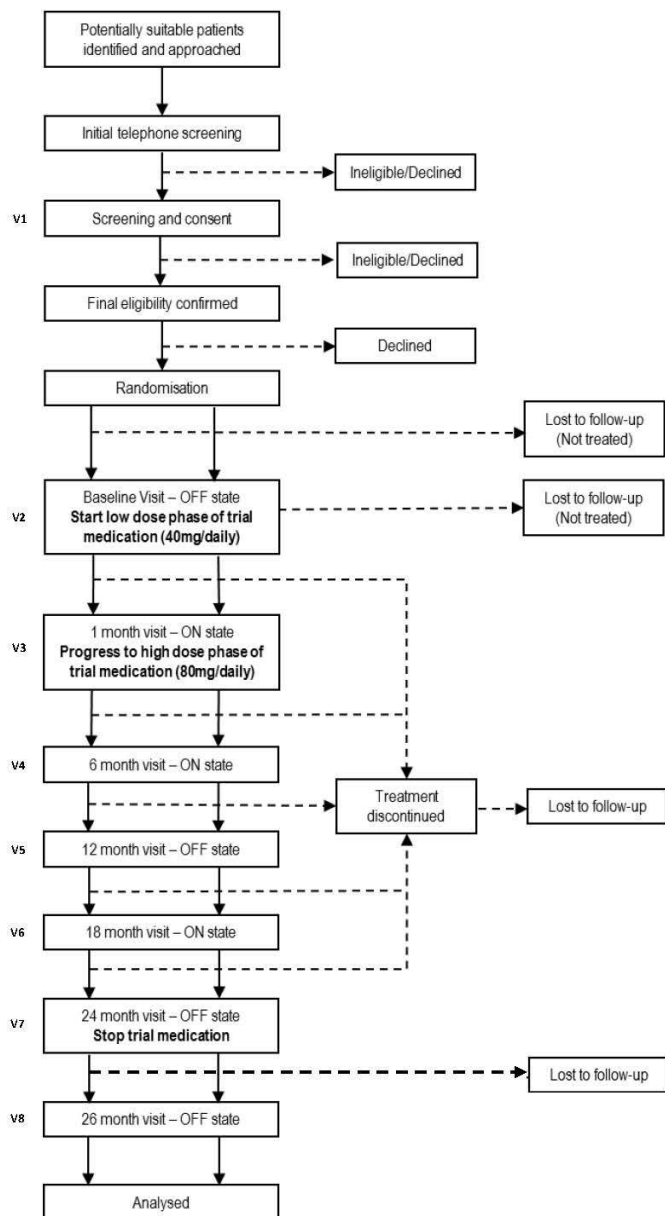 Potentially suitable patients
identified and approached
Initial telephone screening
Ineligible/Declined
V1
Screening and consent
Ineligible/Declined
Final eligibility confirmed
Declined
Randomisation
Lost to follow-up
(Not treated)
V2
Baseline Visit – OFF state
Start low dose phase of trial
medication (40mg/daily)
Lost to follow-up
(Not treated)
V3
1 month visit – ON state
Progress to high dose phase of
trial medication (80mg/daily)
V4
6 month visit – ON state
Treatment
discontinued
Lost to follow-up
V5
12 month visit – OFF state
V6
18 month visit – ON state
V7
24 month visit – OFF state
Stop trial medication
Lost to follow-up
V8
26 month visit – OFF state
Analysed